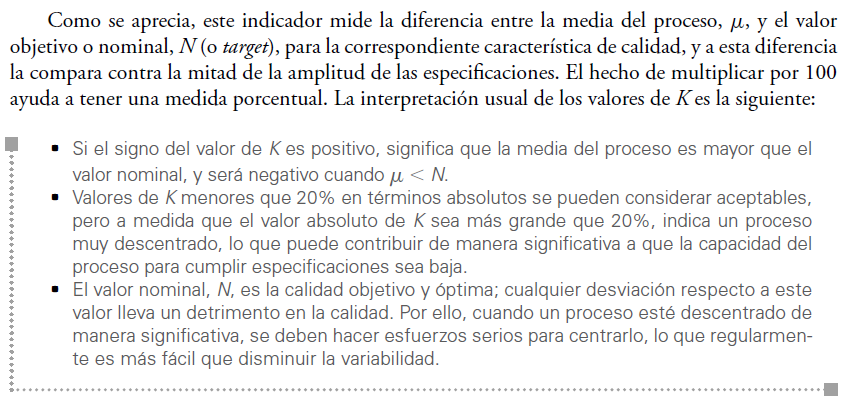 Como se aprecia, este indicador mide la diferencia entre la media del proceso, μ, y el valor
objetivo o nominal, N (o target), para la correspondiente característica de calidad, y a esta diferencia
la compara contra la mitad de la amplitud de las especificaciones. El hecho de multiplicar por 100
ayuda a tener una medida porcentual. La interpretación usual de los valores de K es la siguiente:
▪ Si el signo del valor de K es positivo, significa que la media del proceso es mayor que el
valor nominal, y será negativo cuando μ < N.
▪ Valores de K menores que 20% en términos absolutos se pueden considerar aceptables,
pero a medida que el valor absoluto de K sea más grande que 20%, indica un proceso
muy descentrado, lo que puede contribuir de manera significativa a que la capacidad del
proceso para cumplir especificaciones sea baja.
▪ El valor nominal, N, es la calidad objetivo y óptima; cualquier desviación respecto a este
valor lleva un detrimento en la calidad. Por ello, cuando un proceso esté descentrado de
manera significativa, se deben hacer esfuerzos serios para centrarlo, lo que regularmen-
te es más fácil que disminuir la variabilidad.